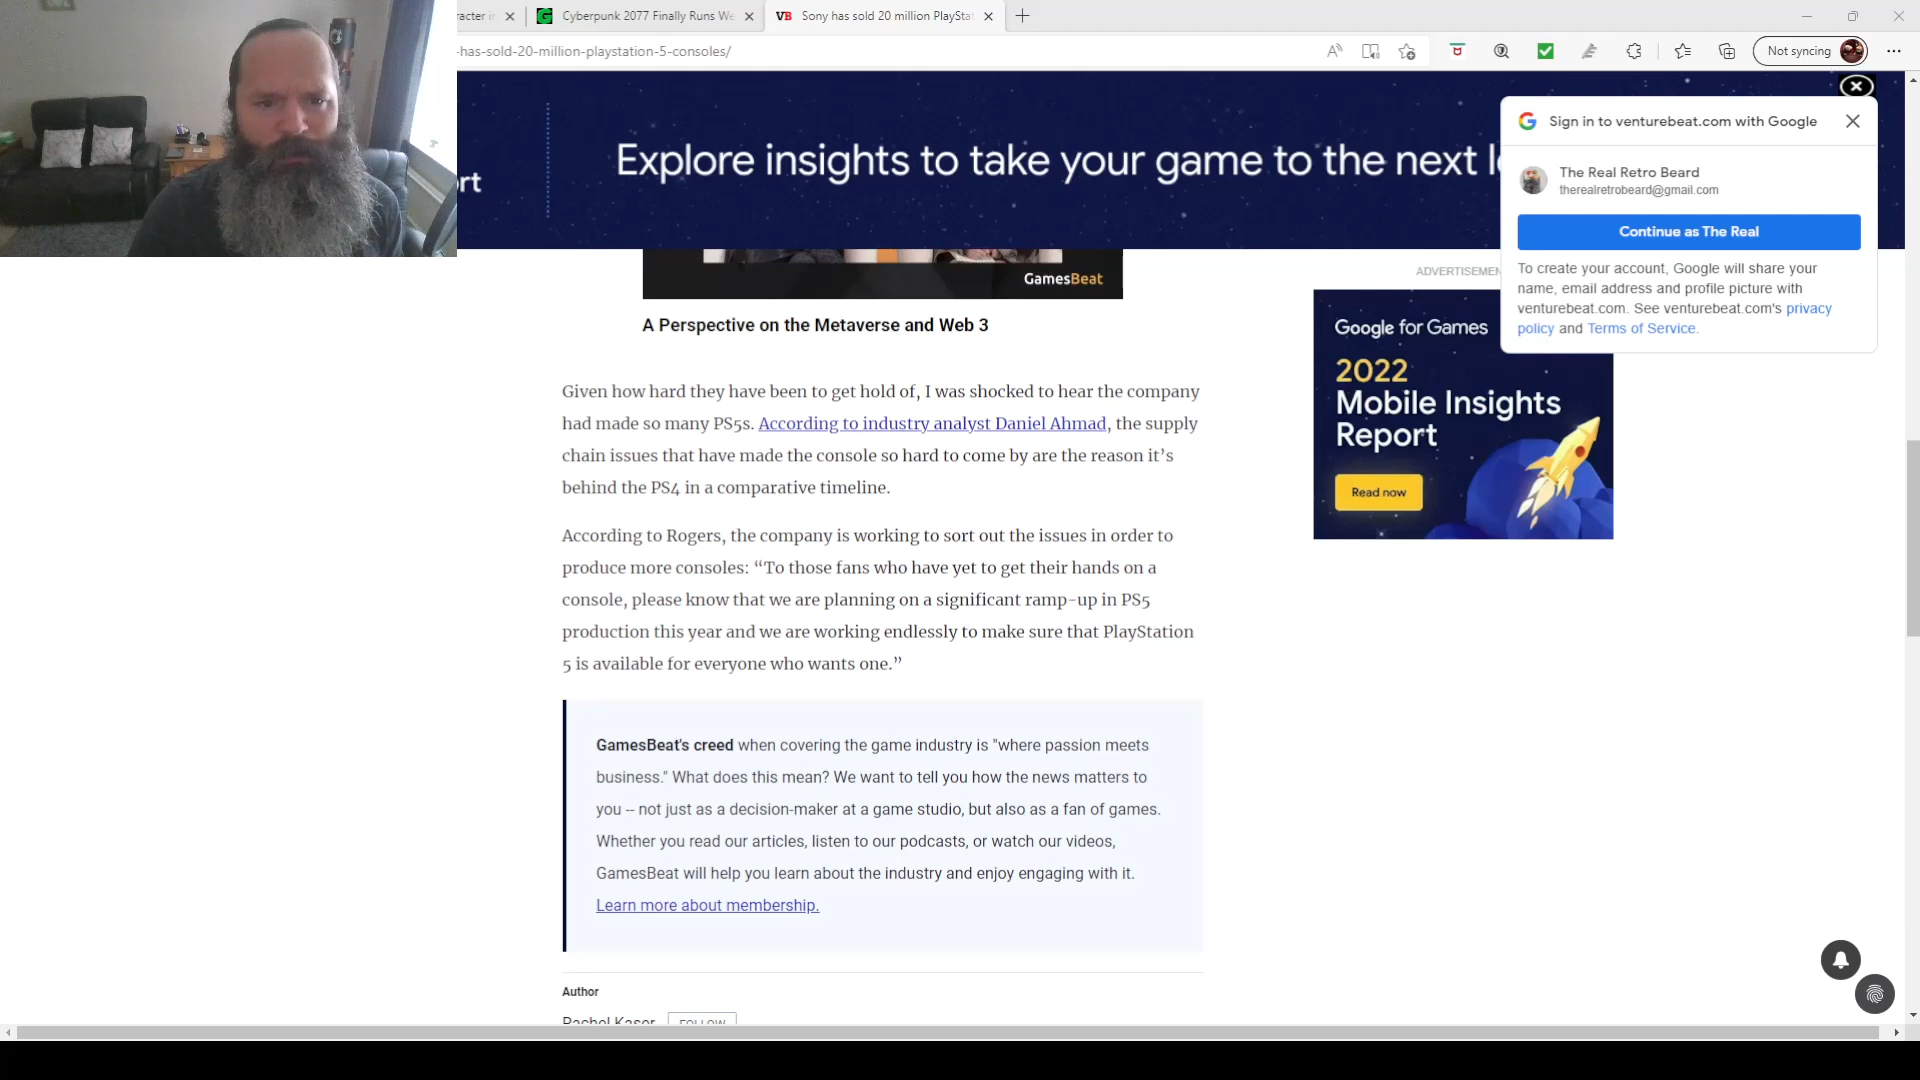 racter in
Cyberpunk 2077 Finally Runs We
VB Sony has sold 20 million PlaySta
-has-sold-20-million-playstation-5-consoles/
Not syncing
rt
Explore insights to take your game to the next l
Sign in to venturebeat.com with Google
The Real Retro Beard
therealretrobeard@gmail.com
Continue as The Real
To create your account, Google will share your
name, email address and profile picture with
venturebeat.com. See venturebeat.com's privacy
policy and Terms of Service.
GamesBeat
A Perspective on the Metaverse and Web 3
ADVERTISEMEN
Google for Games
2022
Mobile Insights
Report
Read now
Given how hard they have been to get hold of, I was shocked to hear the company
had made so many PS5s. According to industry analyst Daniel Ahmad, the supply
chain issues that have made the console so hard to come by are the reason it’s
behind the PS4 in a comparative timeline.
According to Rogers, the company is working to sort out the issues in order to
produce more consoles: “To those fans who have yet to get their hands on a
console, please know that we are planning on a significant ramp-up in PS5
production this year and we are working endlessly to make sure that PlayStation
5 is available for everyone who wants one.”
GamesBeat's creed when covering the game industry is "where passion meets
business." What does this mean? We want to tell you how the news matters to
you -- not just as a decision-maker at a game studio, but also as a fan of games.
Whether you read our articles, listen to our podcasts, or watch our videos,
GamesBeat will help you learn about the industry and enjoy engaging with it.
Learn more about membership.
Author
Rachel Kaser FOLLOW